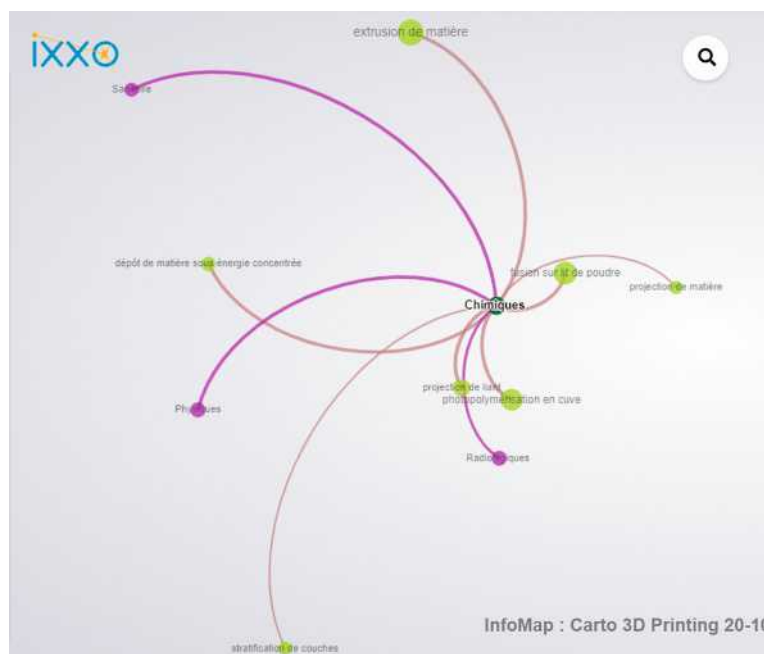 ixxo
extrusion de matière
dépôt de matière sous énergie concentrée
fusion sur lit de poudre
projection de matière
Chimiques
projection de liant
photopolymérisation en cuve
Physiques
Radiologiques
stratification de couches
InfoMap : Carto 3D Printing 20-10